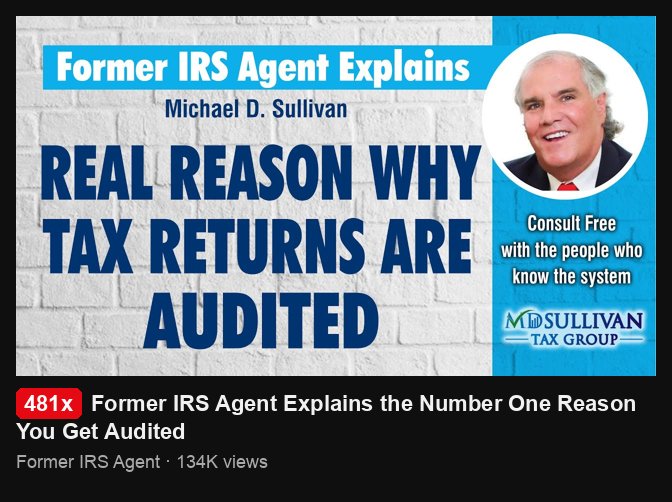 Former IRS Agent Explains
Michael D. Sullivan
REAL REASON WHY
TAX RETURNS ARE
AUDITED
Consult Free
with the people who
know the system
MDSULLIVAN
TAX GROUP
481x Former IRS Agent Explains the Number One Reason
You Get Audited
Former IRS Agent · 134K views